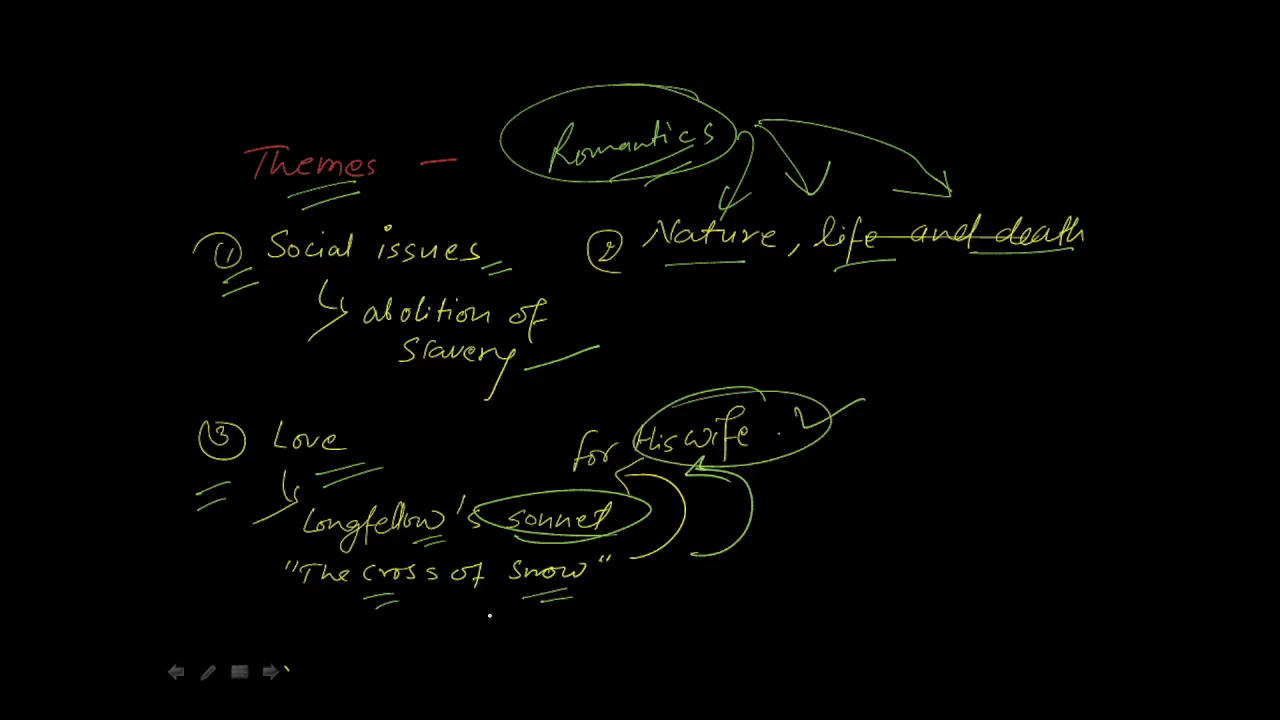 Romantics
Themes —
① Social issues
② Nature, life and death
abolition of
slavery
③ Love
for His wife.
Longfellow's sonnet
"The Cross of Snow"